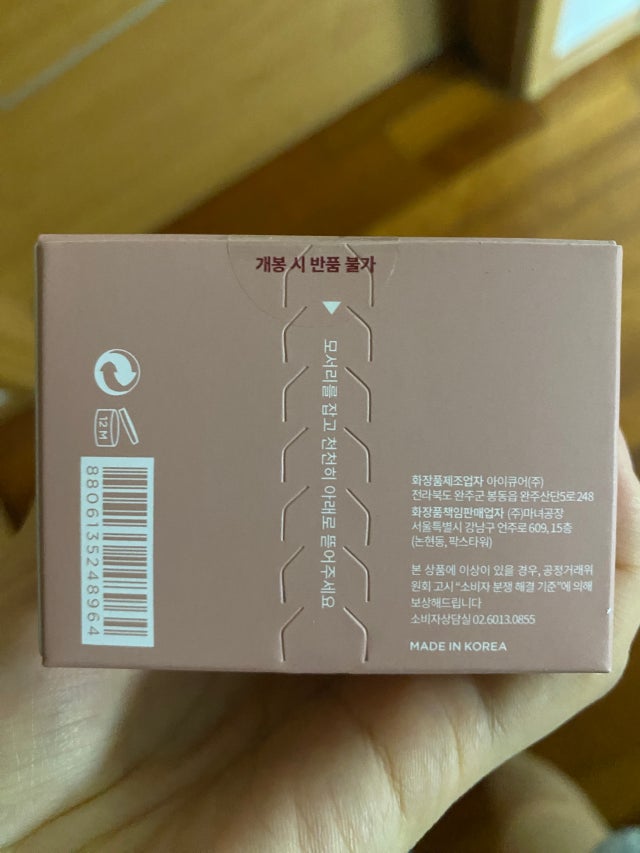 개봉 시 반품 불자
모서리를 잡고 천천히 아래로 뜯어주세요
12M
8806135248964
화장품제조업자 아이큐어(주)
전라북도 완주군 봉동읍 완주산단5로 248
화장품책임판매업자 (주)마녀공장
서울특별시 강남구 언주로 609, 15층
(논현동, 팍스타워)
본 상품에 이상이 있을 경우, 공정거래위
원회 고시 “소비자 분쟁 해결 기준”에 의해
보상해드립니다
소비자상담실 02.6013.0855
MADE IN KOREA